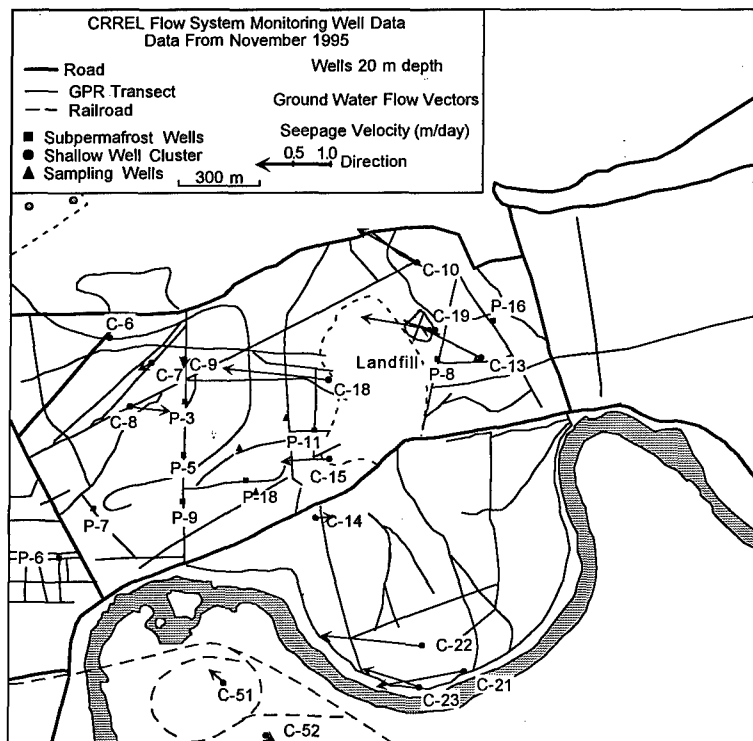 CRREL Flow System Monitoring Well Data
Data From November 1995
Road
Wells 20 m depth
GPR Transect
Ground Water Flow Vectors
Railroad
Seepage Velocity (m/day)
Subpermafrost Wells
0.5 1.0
Direction
Shallow Well Cluster
Sampling Wells
300 m
C-10
P-16
C-19
C-6
Landfill
C-7
C-9
P-8
C-13
C-18
C-8
P-3
P-11
P-5
C-15
P-18
P-7
P-9
C-14
P-6
C-22
C-21
C-23
C-51
C-52